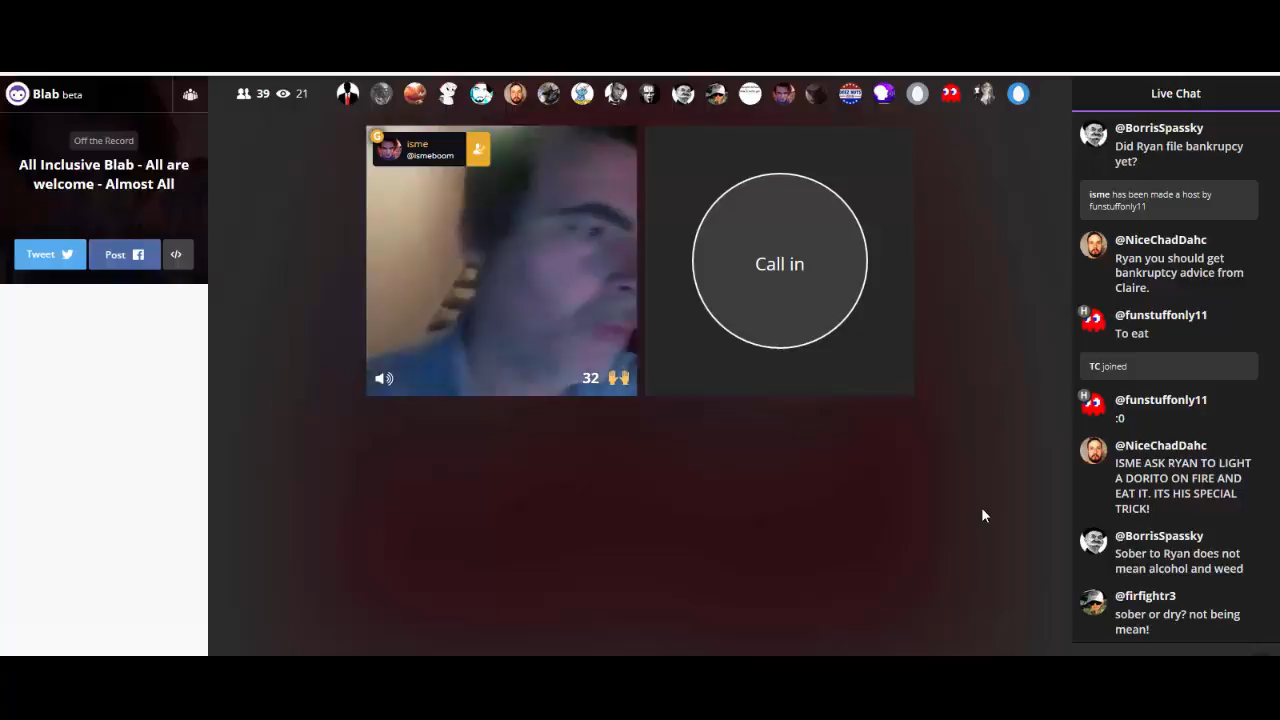 Blab beta
39 21
Live Chat
Off the Record
All Inclusive Blab - All are
welcome - Almost All
Tweet
Post
</>
G
isme
@ismeboom
32
Call in
@BorrisSpassky
Did Ryan file bankrupcy
yet?
isme has been made a host by
funstuffonly11
@NiceChadDahc
Ryan you should get
bankruptcy advice from
Claire.
H
@funstuffonly11
To eat
TC joined
H
@funstuffonly11
:0
@NiceChadDahc
ISME ASK RYAN TO LIGHT
A DORITO ON FIRE AND
EAT IT. ITS HIS SPECIAL
TRICK!
@BorrisSpassky
Sober to Ryan does not
mean alcohol and weed
@firfightr3
sober or dry? not being
mean!